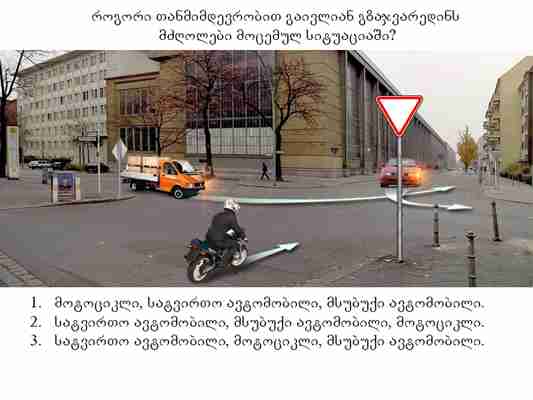 როგორი თანმიმდევრობით გაივლიან გზაჯვარედინს
მძღოლები მოცემულ სიტუაციაში?
1. მოტოციკლი, სატვირთო ავტომობილი, მსუბუქი ავტომობილი.
2. სატვირთო ავტომობილი, მსუბუქი ავტომობილი, მოტოციკლი.
3. სატვირთო ავტომობილი, მოტოციკლი, მსუბუქი ავტომობილი.